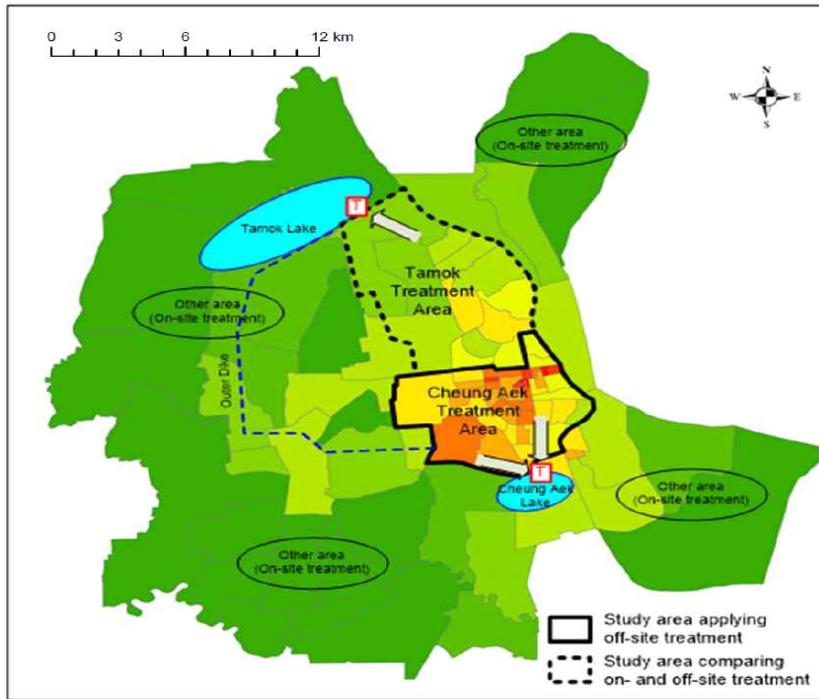 0 3 6 12 km
N
W E
S
Other area
(On-site treatment)
T
Tamok Lake
Tamok
Treatment
Area
Other area
(On-site treatment)
Outer Dike
Cheung Aek
Treatment
Area
T
Cheung Aek
Lake
Other area
(On-site treatment)
Other area
(On-site treatment)
Study area applying
off-site treatment
Study area comparing
on- and off-site treatment